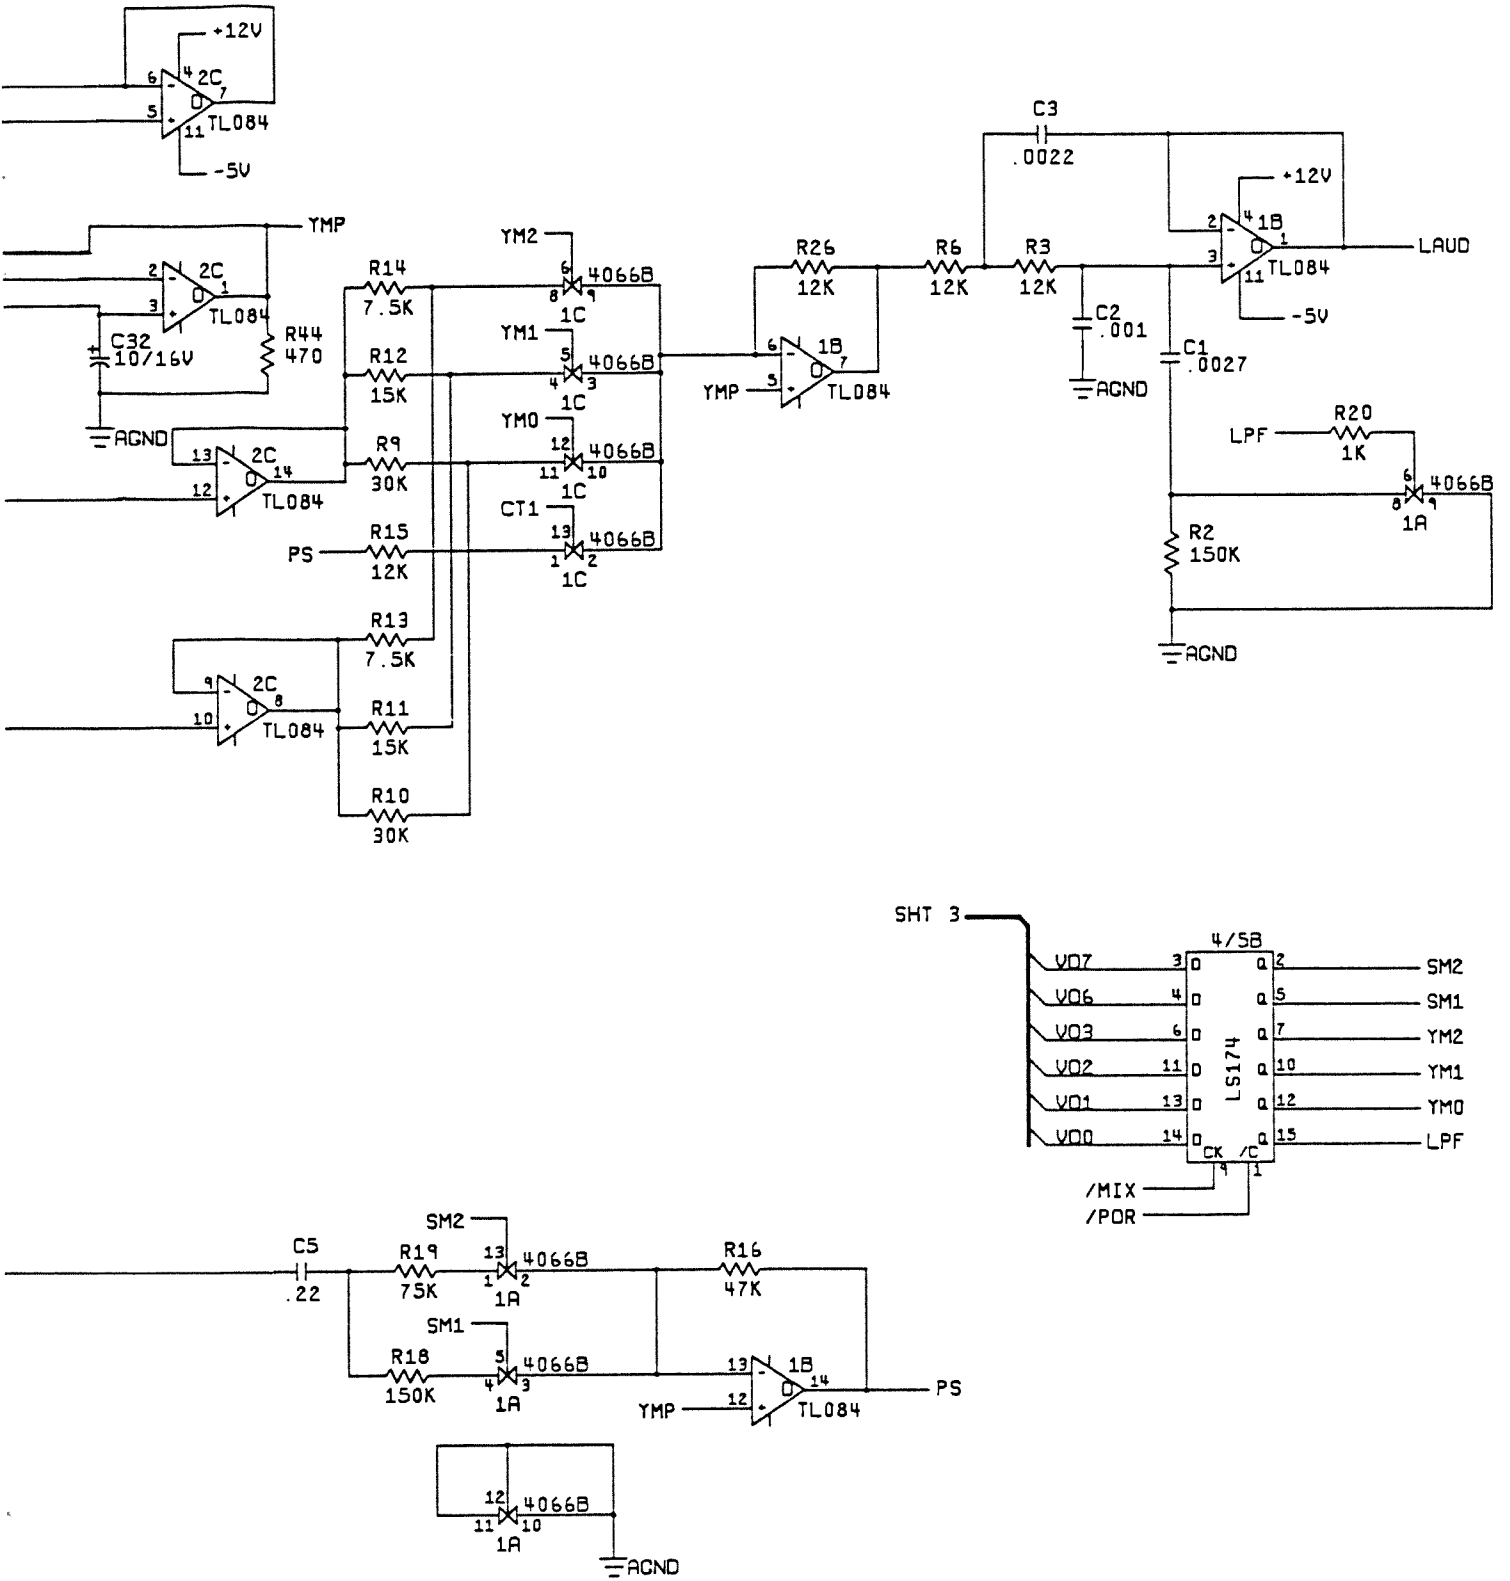 +12V
4 2C
6 - 7
0
5 + 11 TL084
-5V
YMP
2 - 2C
0 1
3 + TL084
C32
10/16V
R44
470
AGND
13 - 2C
0 14
12 + TL084
R14
7.5K
R12
15K
R9
30K
PS R15
12K
R13
7.5K
9 - 2C
0 8
10 + TL084
R11
15K
R10
30K
YM2
6 4066B
8 9
1C
YM1
5 4066B
4 3
1C
YM0
12 4066B
11 10
1C
CT1
13 4066B
1 2
1C
R26
12K
6 - 1B
0 7
YMP 5 + TL084
R6
12K
R3
12K
C3
.0022
C2
.001
AGND
C1
.0027
+12V
2 - 4 1B
0 1 LAUD
3 + 11 TL084
-5V
LPF R20
1K
6 4066B
8 9
1A
R2
150K
AGND
SHT 3
4/5B
VD7 3 D Q 2 SM2
VD6 4 D Q 5 SM1
VD3 6 D Q 7 YM2
VD2 11 D Q 10 YM1
VD1 13 D Q 12 YM0
VD0 14 D Q 15 LPF
LS174
CK /C
9 1
/MIX
/POR
C5
.22
R19
75K
SM2
13 4066B
1 2
1A
R18
150K
SM1
5 4066B
4 3
1A
R16
47K
13 - 1B
0 14 PS
YMP 12 + TL084
12 4066B
11 10
1A
AGND